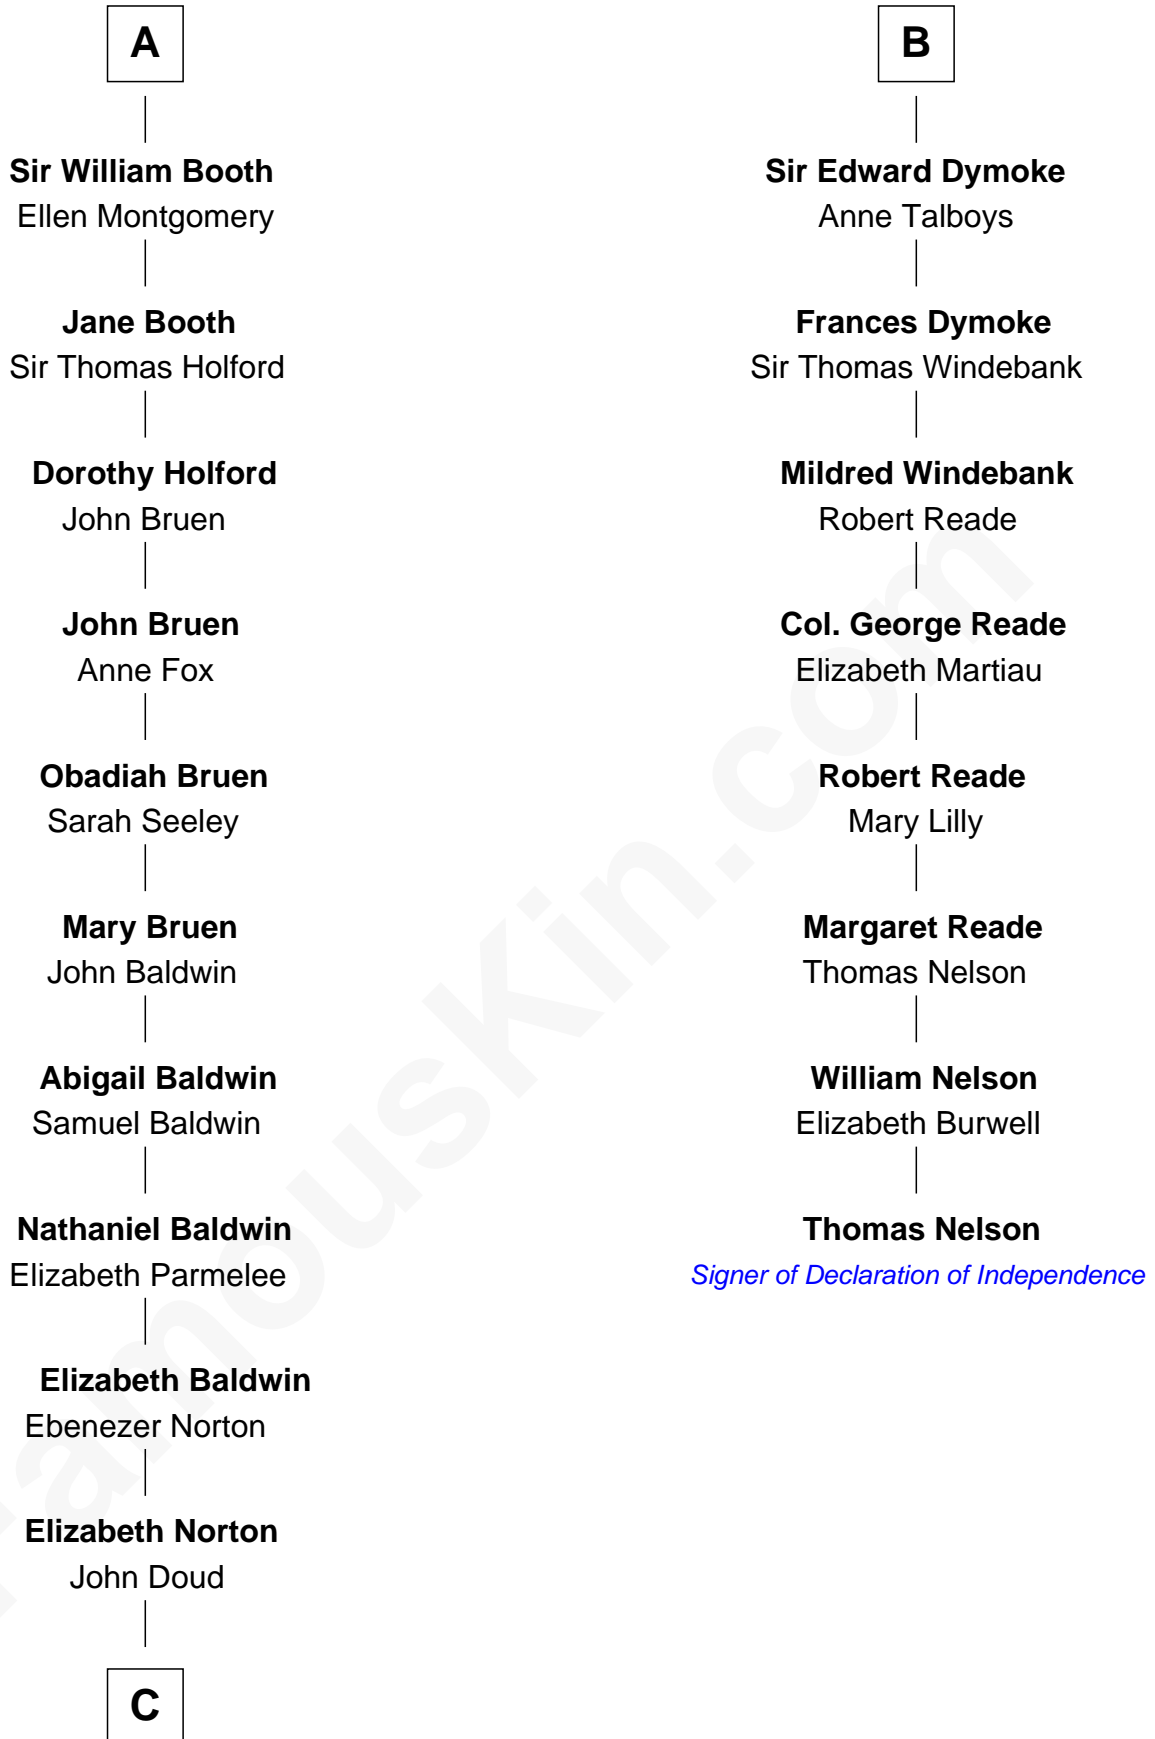 A
Sir William Booth
Ellen Montgomery
Jane Booth
Sir Thomas Holford
Dorothy Holford
John Bruen
John Bruen
Anne Fox
Obadiah Bruen
Sarah Seeley
Mary Bruen
John Baldwin
Abigail Baldwin
Samuel Baldwin
Nathaniel Baldwin
Elizabeth Parmelee
Elizabeth Baldwin
Ebenezer Norton
Elizabeth Norton
John Doud
C
B
Sir Edward Dymoke
Anne Talboys
Frances Dymoke
Sir Thomas Windebank
Mildred Windebank
Robert Reade
Col. George Reade
Elizabeth Martiau
Robert Reade
Mary Lilly
Margaret Reade
Thomas Nelson
William Nelson
Elizabeth Burwell
Thomas Nelson
Signer of Declaration of Independence
FamousKin.com